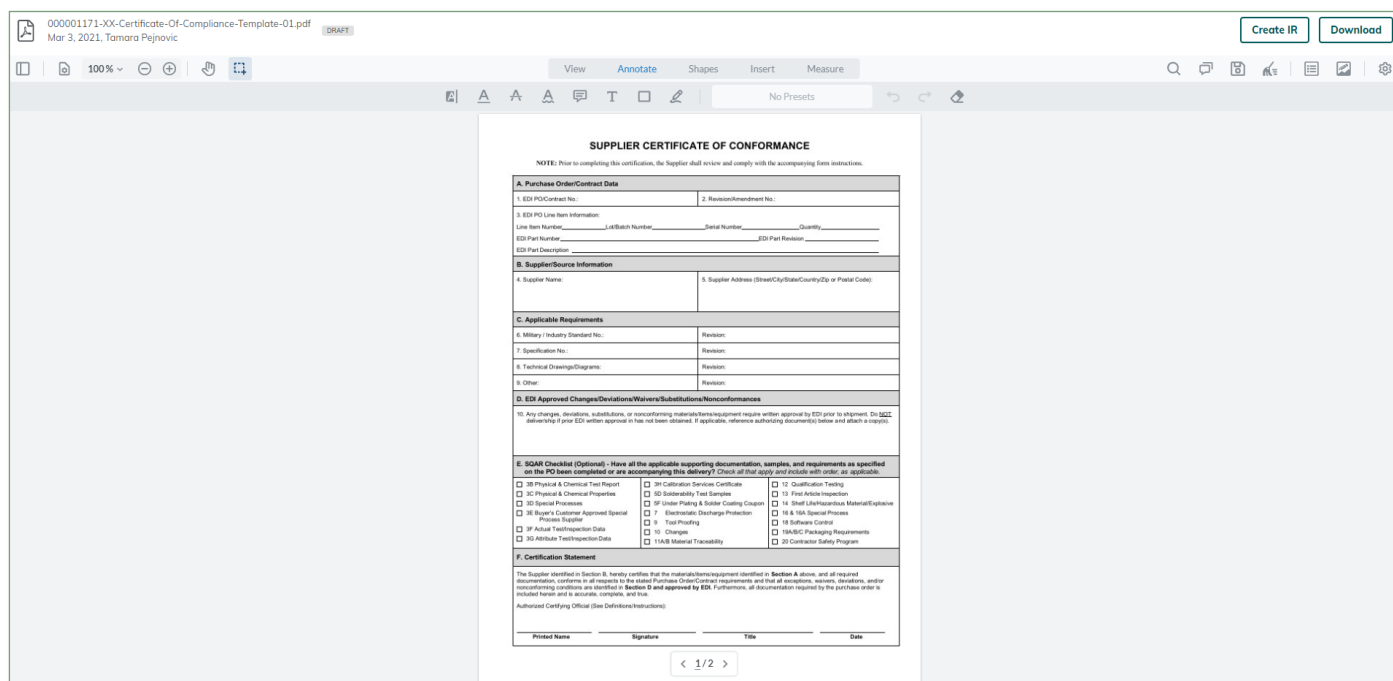 000001171-XX-Certificate-Of-Compliance-Template-01.pdf
Mar 3, 2021, Tamara Pejnovic
DRAFT
Create IR
Download
100%
View
Annotate
Shapes
Insert
Measure
No Presets
SUPPLIER CERTIFICATE OF CONFORMANCE
NOTE: Prior to completing this certification, the Supplier shall review and comply with the accompanying form instructions.
A. Purchase Order/Contract Data
1. EDI PO/Contract No.:
2. Revision/Amendment No.:
3. EDI PO Line Item Information:
Line Item Number Lot/Batch Number Serial Number Quantity
EDI Part Number EDI Part Revision
EDI Part Description
B. Supplier/Source Information
4. Supplier Name:
5. Supplier Address (Street/City/State/Country/Zip or Postal Code):
C. Applicable Requirements
6. Military / Industry Standard No.:
Revision:
7. Specification No.:
Revision:
8. Technical Drawings/Diagrams:
Revision:
9. Other:
Revision:
D. EDI Approved Changes/Deviations/Waivers/Substitutions/Nonconformances
10. Any changes, deviations, substitutions, or nonconforming materials/items/equipment require written approval by EDI prior to shipment. Do NOT
deliver/ship if prior EDI written approval in has not been obtained. If applicable, reference authorizing document(s) below and attach a copy(s).
E. SQAR Checklist (Optional) - Have all the applicable supporting documentation, samples, and requirements as specified
on the PO been completed or are accompanying this delivery? Check all that apply and include with order, as applicable.
3B Physical & Chemical Test Report
3C Physical & Chemical Properties
3D Special Processes
3E Buyer's Customer Approved Special
Process Supplier
3F Actual Test/Inspection Data
3G Attribute Test/Inspection Data
3H Calibration Services Certificate
5D Solderability Test Samples
5F Under Plating & Solder Coating Coupon
7 Electrostatic Discharge Protection
9 Tool Proofing
10 Changes
11A/B Material Traceability
12 Qualification Testing
13 First Article Inspection
14 Shelf Life/Hazardous Material/Explosive
16 & 16A Special Process
18 Software Control
19A/B/C Packaging Requirements
20 Contractor Safety Program
F. Certification Statement
The Supplier identified in Section B, hereby certifies that the materials/items/equipment identified in Section A above, and all required
documentation, conforms in all respects to the stated Purchase Order/Contract requirements and that all exceptions, waivers, deviations, and/or
nonconforming conditions are identified in Section D and approved by EDI. Furthermore, all documentation required by the purchase order is
included herein and is accurate, complete, and true.
Authorized Certifying Official (See Definitions/Instructions):
Printed Name
Signature
Title
Date
1/2